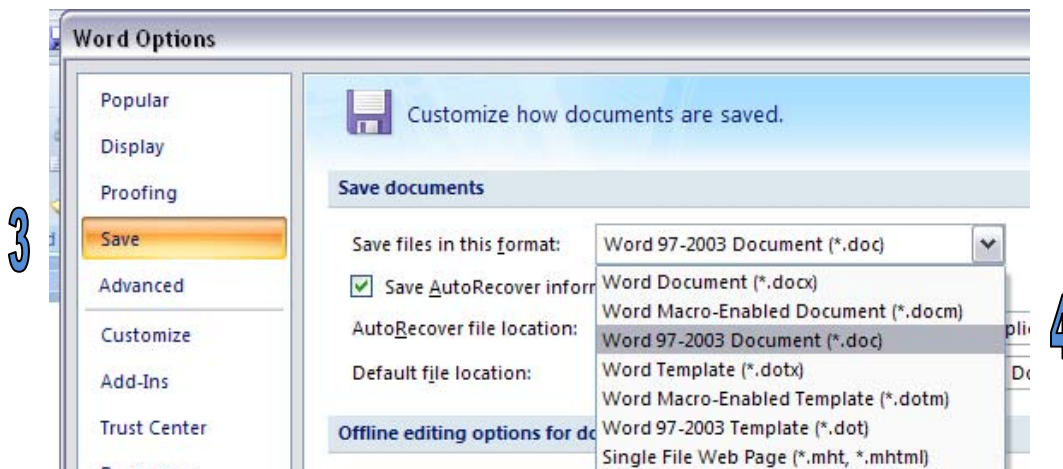 Word Options
Popular
Display
Proofing
3
Save
Advanced
Customize
Add-Ins
Trust Center
Customize how documents are saved.
Save documents
Save files in this format: Word 97-2003 Document (*.doc)
Save AutoRecover inforr
AutoRecover file location:
Default file location:
Offline editing options for do
Word Document (*.docx)
Word Macro-Enabled Document (*.docm)
Word 97-2003 Document (*.doc)
Word Template (*.dotx)
Word Macro-Enabled Template (*.dotm)
Word 97-2003 Template (*.dot)
Single File Web Page (*.mht, *.mhtml)
4